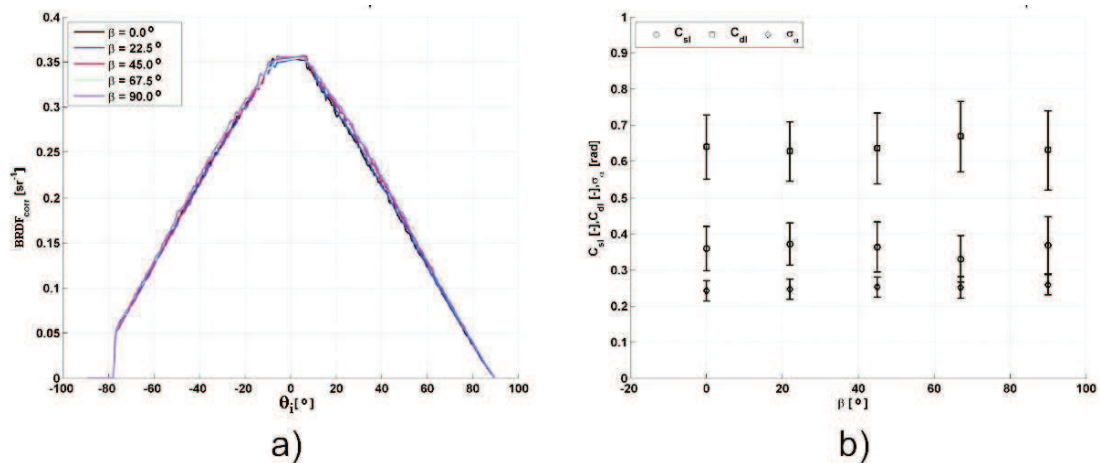 0.4
0.35
0.3
0.25
0.2
0.15
0.1
0.05
0
BRDFcorr [sr-1]
β = 0.0 °
β = 22.5 °
β = 45.0 °
β = 67.5 °
β = 90.0 °
-100 -80 -60 -40 -20 0 20 40 60 80 100
θi[ °]
a)
1
0.9
0.8
0.7
0.6
0.5
0.4
0.3
0.2
0.1
0
Csl [-],Cdl [-],σα [rad]
Csl Cdl σα
-20 0 20 40 60 80 100
β [ °]
b)